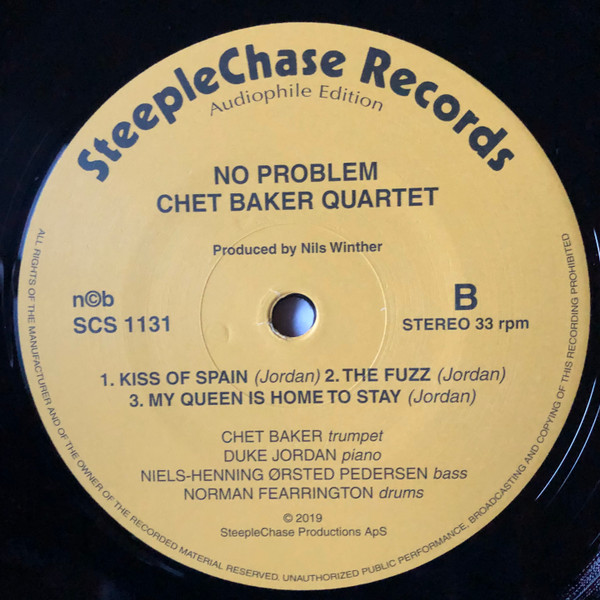 SteepleChase Records
Audiophile Edition
NO PROBLEM
CHET BAKER QUARTET
Produced by Nils Winther
n©b
SCS 1131
B
STEREO 33 rpm
1. KISS OF SPAIN (Jordan) 2. THE FUZZ (Jordan)
3. MY QUEEN IS HOME TO STAY (Jordan)
CHET BAKER trumpet
DUKE JORDAN piano
NIELS-HENNING ØRSTED PEDERSEN bass
NORMAN FEARRINGTON drums
© 2019
SteepleChase Productions ApS
ALL RIGHTS OF THE MANUFACTURER AND OF THE OWNER OF THE RECORDED MATERIAL RESERVED. UNAUTHORIZED PUBLIC PERFORMANCE, BROADCASTING AND COPYING OF THIS RECORDING PROHIBITED